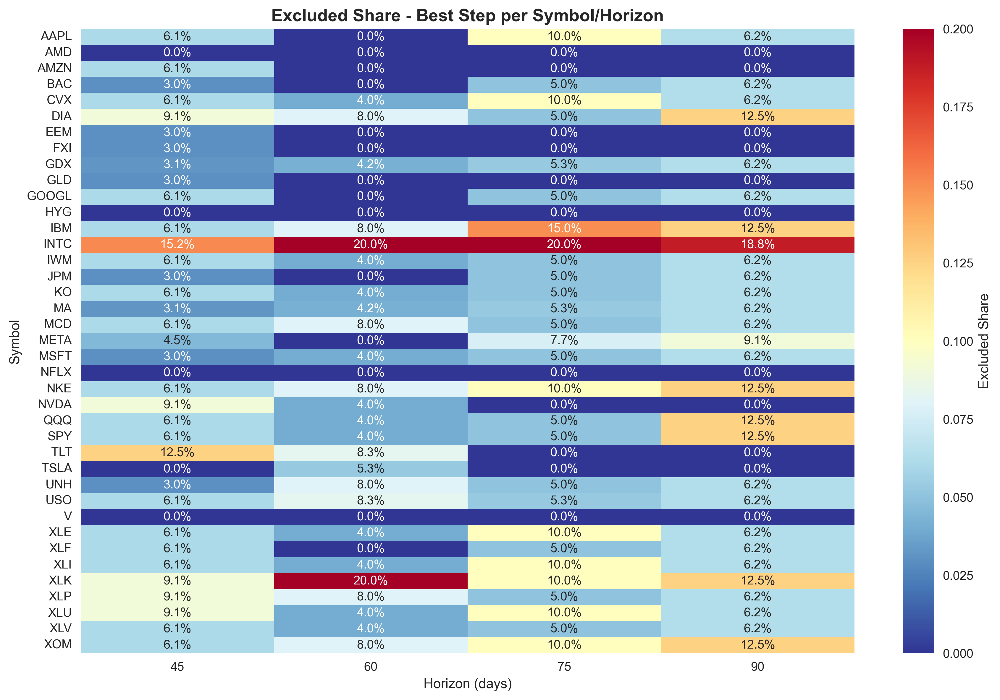 Excluded Share - Best Step per Symbol/Horizon
AAPL 6.1% 0.0% 10.0% 6.2%
AMD 0.0% 0.0% 0.0% 0.0%
AMZN 6.1% 0.0% 0.0% 0.0%
BAC 3.0% 0.0% 5.0% 6.2%
CVX 6.1% 4.0% 10.0% 6.2%
DIA 9.1% 8.0% 5.0% 12.5%
EEM 3.0% 0.0% 0.0% 0.0%
FXI 3.0% 0.0% 0.0% 0.0%
GDX 3.1% 4.2% 5.3% 6.2%
GLD 3.0% 0.0% 0.0% 0.0%
GOOGL 6.1% 0.0% 5.0% 6.2%
HYG 0.0% 0.0% 0.0% 0.0%
IBM 6.1% 8.0% 15.0% 12.5%
INTC 15.2% 20.0% 20.0% 18.8%
IWM 6.1% 4.0% 5.0% 6.2%
JPM 3.0% 0.0% 5.0% 6.2%
KO 6.1% 4.0% 5.0% 6.2%
MA 3.1% 4.2% 5.3% 6.2%
MCD 6.1% 8.0% 5.0% 6.2%
META 4.5% 0.0% 7.7% 9.1%
MSFT 3.0% 4.0% 5.0% 6.2%
NFLX 0.0% 0.0% 0.0% 0.0%
NKE 6.1% 8.0% 10.0% 12.5%
NVDA 9.1% 4.0% 0.0% 0.0%
QQQ 6.1% 4.0% 5.0% 12.5%
SPY 6.1% 4.0% 5.0% 12.5%
TLT 12.5% 8.3% 0.0% 0.0%
TSLA 0.0% 5.3% 0.0% 0.0%
UNH 3.0% 8.0% 5.0% 6.2%
USO 6.1% 8.3% 5.3% 6.2%
V 0.0% 0.0% 0.0% 0.0%
XLE 6.1% 4.0% 10.0% 6.2%
XLF 6.1% 0.0% 5.0% 6.2%
XLI 6.1% 4.0% 10.0% 6.2%
XLK 9.1% 20.0% 10.0% 12.5%
XLP 9.1% 8.0% 5.0% 6.2%
XLU 9.1% 4.0% 10.0% 6.2%
XLV 6.1% 4.0% 5.0% 6.2%
XOM 6.1% 8.0% 10.0% 12.5%
45 60 75 90
Horizon (days)
Symbol
0.200
0.175
0.150
0.125
0.100
0.075
0.050
0.025
0.000
Excluded Share